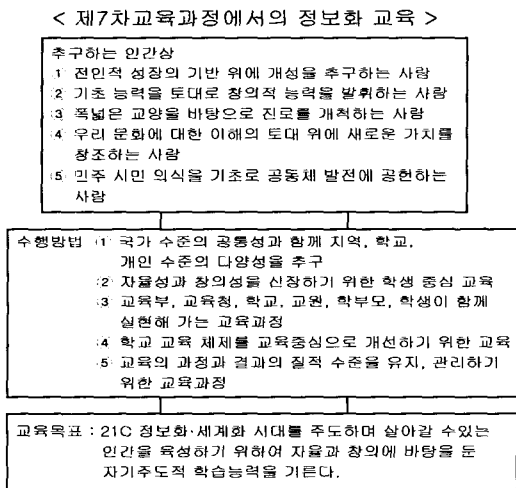 < 제7차교육과정에서의 정보화 교육 >
추구하는 인간상
① 전인적 성장의 기반 위에 개성을 추구하는 사람
② 기초 능력을 토대로 창의적 능력을 발휘하는 사람
③ 폭넓은 교양을 바탕으로 진로를 개척하는 사람
④ 우리 문화에 대한 이해의 토대 위에 새로운 가치를
창조하는 사람
⑤ 민주 시민 의식을 기초로 공동체 발전에 공헌하는
사람
수행방법 ① 국가 수준의 공통성과 함께 지역, 학교,
개인 수준의 다양성을 추구
② 자율성과 창의성을 신장하기 위한 학생 중심 교육
③ 교육부, 교육청, 학교, 교원, 학부모, 학생이 함께
실현해 가는 교육과정
④ 학교 교육 체제를 교육중심으로 개선하기 위한 교육
⑤ 교육의 과정과 결과의 질적 수준을 유지, 관리하기
위한 교육과정
교육목표 : 21C 정보화·세계화 시대를 주도하며 살아갈 수있는
인간을 육성하기 위하여 자율과 창의에 바탕을 둔
자기주도적 학습능력을 기른다.